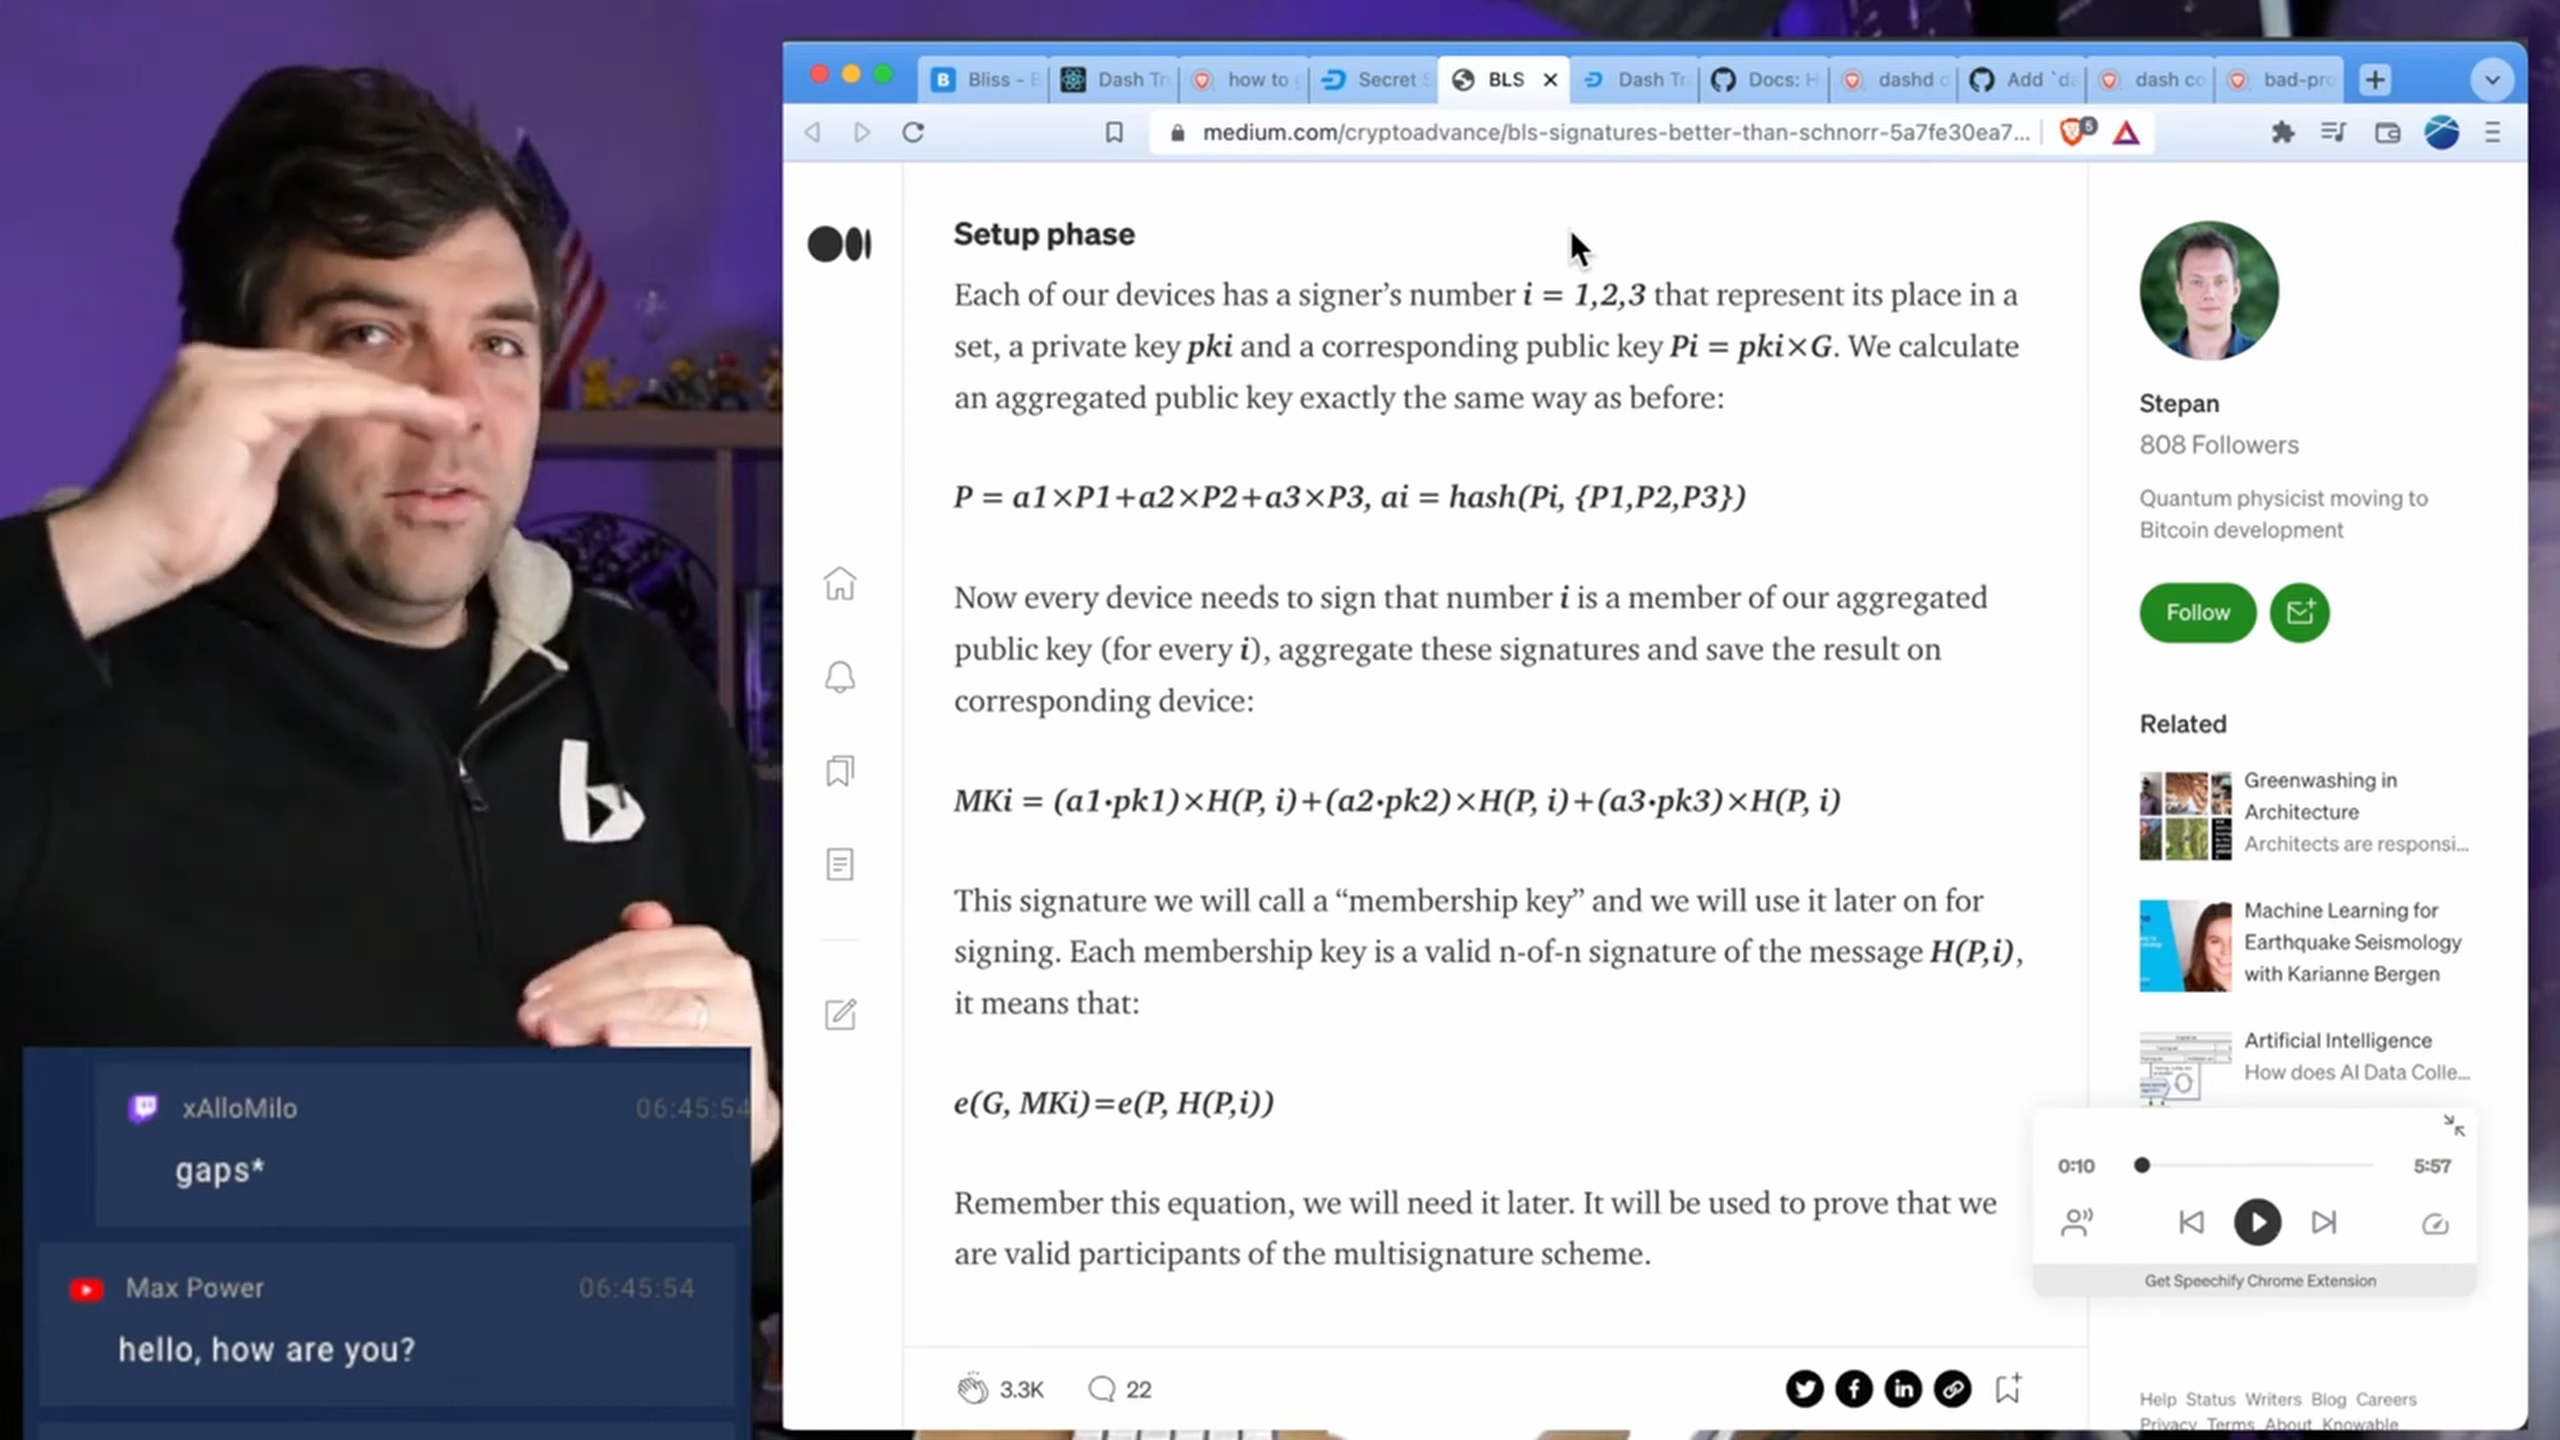 Bliss - B
Dash Tr
how to
Secret S
BLS
Dash Tr
Docs: H
dashd c
Add `da
dash co
bad-pro
medium.com/cryptoadvance/bls-signatures-better-than-schnorr-5a7fe30ea7...
5
Setup phase
Each of our devices has a signer’s number i = 1,2,3 that represent its place in a
set, a private key pki and a corresponding public key Pi = pki×G. We calculate
an aggregated public key exactly the same way as before:
P = a1×P1+a2×P2+a3×P3, ai = hash(Pi, {P1,P2,P3})
Now every device needs to sign that number i is a member of our aggregated
public key (for every i), aggregate these signatures and save the result on
corresponding device:
MKi = (a1⋅pk1)×H(P, i)+(a2⋅pk2)×H(P, i)+(a3⋅pk3)×H(P, i)
This signature we will call a “membership key” and we will use it later on for
signing. Each membership key is a valid n-of-n signature of the message H(P,i),
it means that:
e(G, MKi)=e(P, H(P,i))
Remember this equation, we will need it later. It will be used to prove that we
are valid participants of the multisignature scheme.
3.3K
22
Stepan
808 Followers
Quantum physicist moving to
Bitcoin development
Follow
Related
Greenwashing in
Architecture
Architects are responsi...
Machine Learning for
Earthquake Seismology
with Karianne Bergen
Artificial Intelligence
How does AI Data Colle...
0:10
5:57
Get Speechify Chrome Extension
Help Status Writers Blog Careers
Privacy Terms About Knowable
xAlloMilo 06:45:54
gaps*
Max Power 06:45:54
hello, how are you?